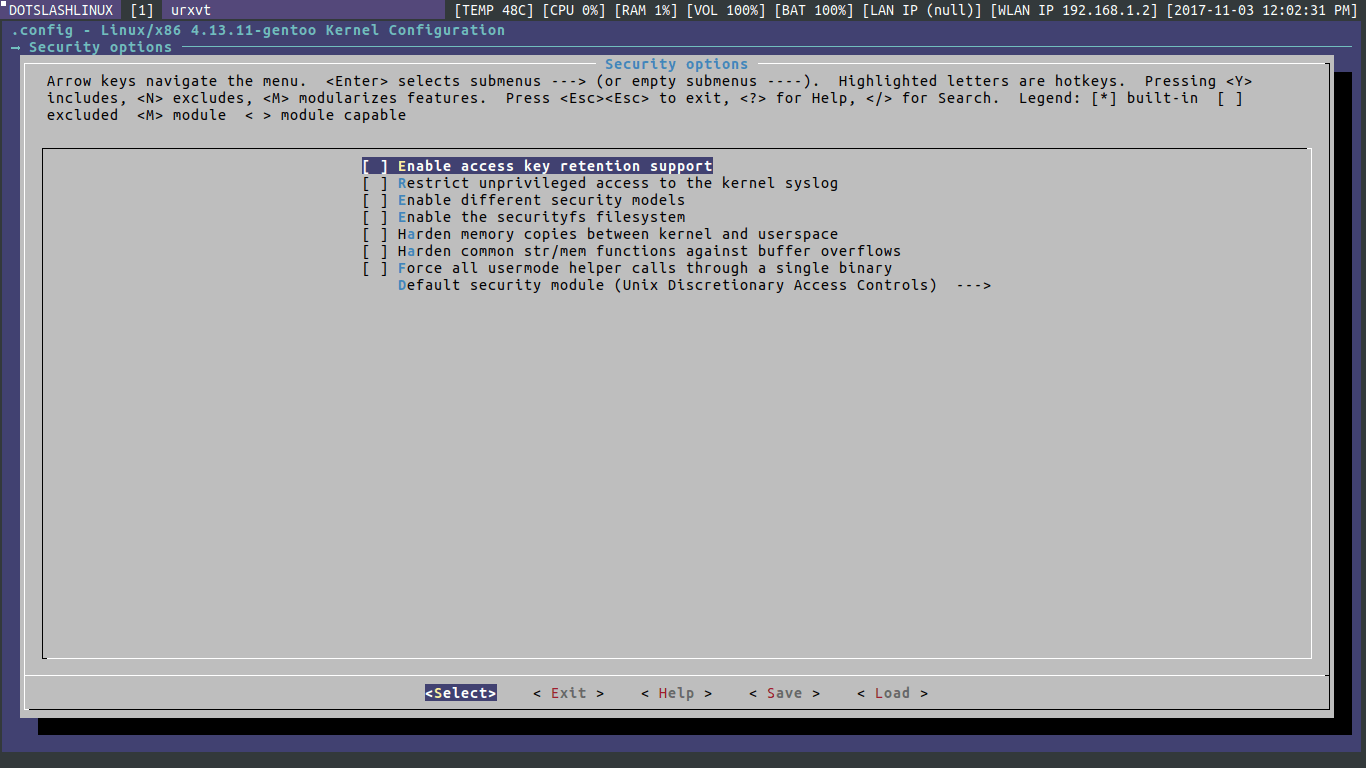 DOTSLASHLINUX [1] urxvt [TEMP 48C] [CPU 0%] [RAM 1%] [VOL 100%] [BAT 100%] [LAN IP (null)] [WLAN IP 192.168.1.2] [2017-11-03 12:02:31 PM]
.config - Linux/x86 4.13.11-gentoo Kernel Configuration
→ Security options
Security options
Arrow keys navigate the menu.  <Enter> selects submenus ---> (or empty submenus ----).  Highlighted letters are hotkeys.  Pressing <Y>
includes, <N> excludes, <M> modularizes features.  Press <Esc><Esc> to exit, <?> for Help, </> for Search.  Legend: [*] built-in  [ ]
excluded  <M> module  < > module capable
[ ] Enable access key retention support
[ ] Restrict unprivileged access to the kernel syslog
[ ] Enable different security models
[ ] Enable the securityfs filesystem
[ ] Harden memory copies between kernel and userspace
[ ] Harden common str/mem functions against buffer overflows
[ ] Force all usermode helper calls through a single binary
Default security module (Unix Discretionary Access Controls)  --->
<Select>    < Exit >    < Help >    < Save >    < Load >